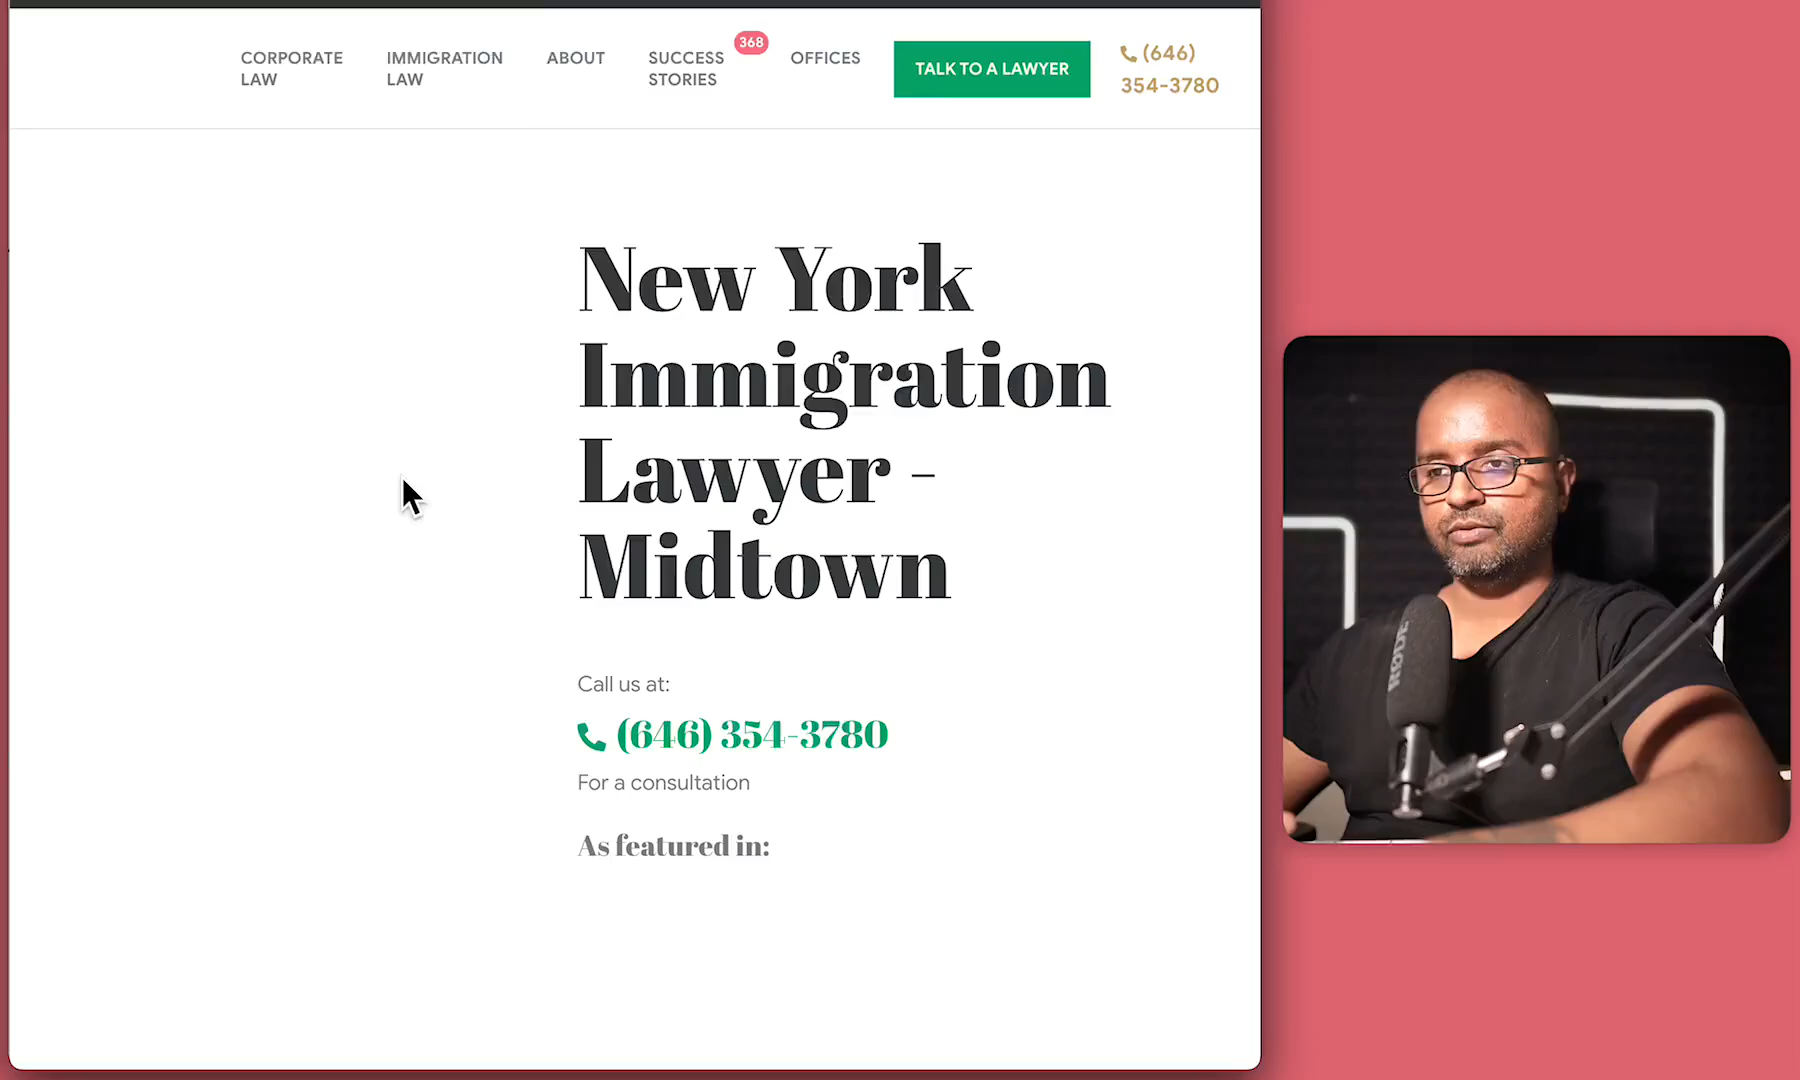 CORPORATE
LAW
IMMIGRATION
LAW
ABOUT
SUCCESS
STORIES
368
OFFICES
TALK TO A LAWYER
(646)
354-3780
New York
Immigration
Lawyer -
Midtown
Call us at:
(646) 354-3780
For a consultation
As featured in:
RØDE